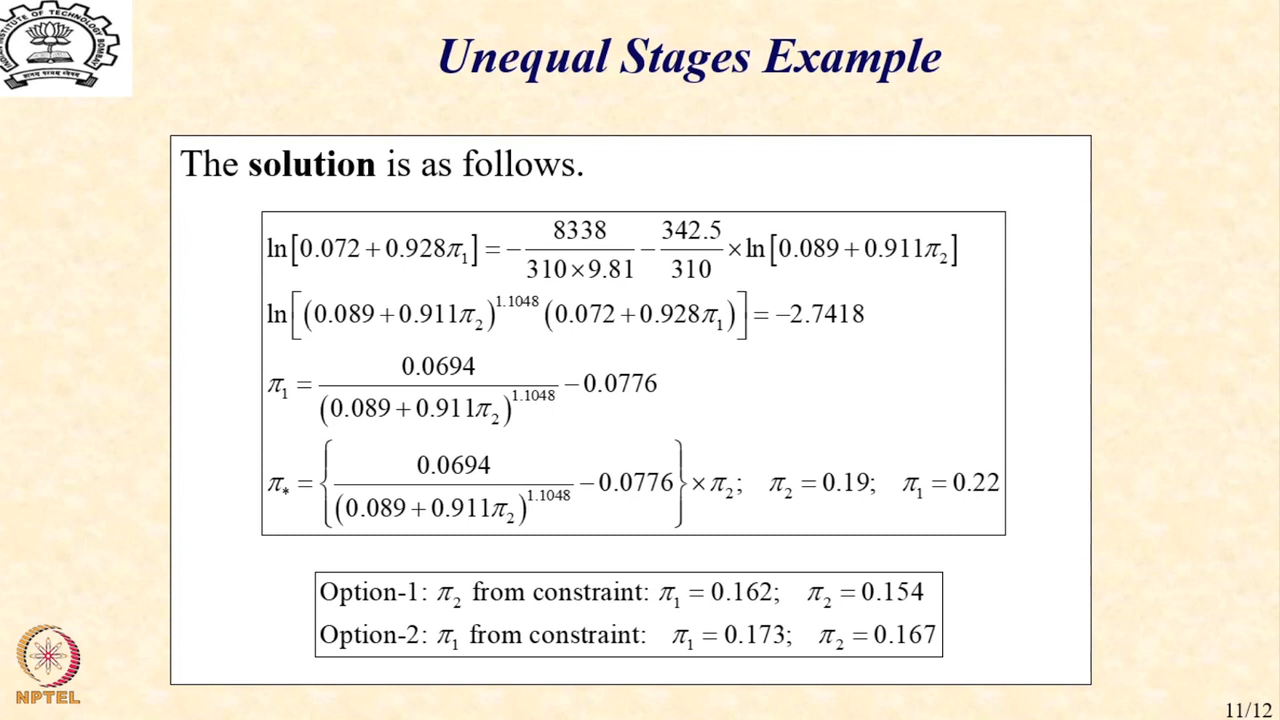 Unequal Stages Example
The solution is as follows.
ln[0.072 + 0.928π₁] = −8338/(310×9.81) − 342.5/310 × ln[0.089 + 0.911π₂]
ln[(0.089 + 0.911π₂)^1.1048 (0.072 + 0.928π₁)] = −2.7418
π₁ = 0.0694/(0.089 + 0.911π₂)^1.1048 − 0.0776
π* = {0.0694/(0.089 + 0.911π₂)^1.1048 − 0.0776} × π₂; π₂ = 0.19; π₁ = 0.22
Option-1: π₂ from constraint: π₁ = 0.162; π₂ = 0.154
Option-2: π₁ from constraint: π₁ = 0.173; π₂ = 0.167
NPTEL
11/12